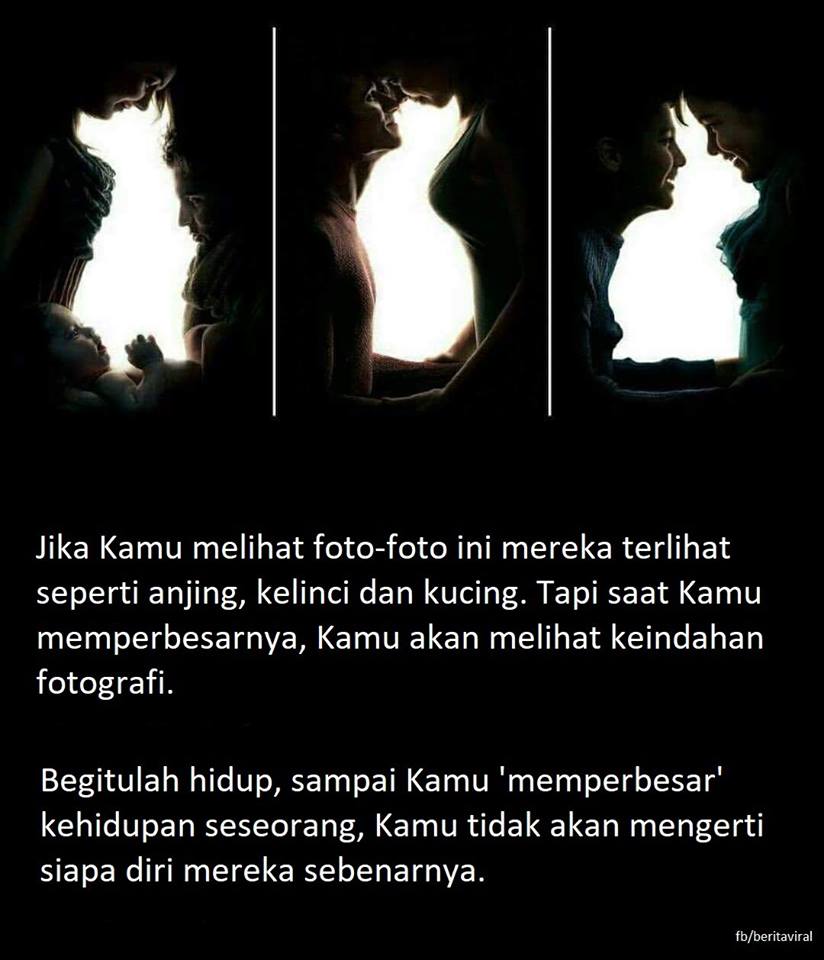 Jika Kamu melihat foto-foto ini mereka terlihat
seperti anjing, kelinci dan kucing. Tapi saat Kamu
memperbesarnya, Kamu akan melihat keindahan
fotografi.
Begitulah hidup, sampai Kamu 'memperbesar'
kehidupan seseorang, Kamu tidak akan mengerti
siapa diri mereka sebenarnya.
fb/beritaviral